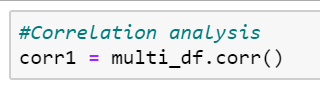 #Correlation analysis
corr1 = multi_df.corr()